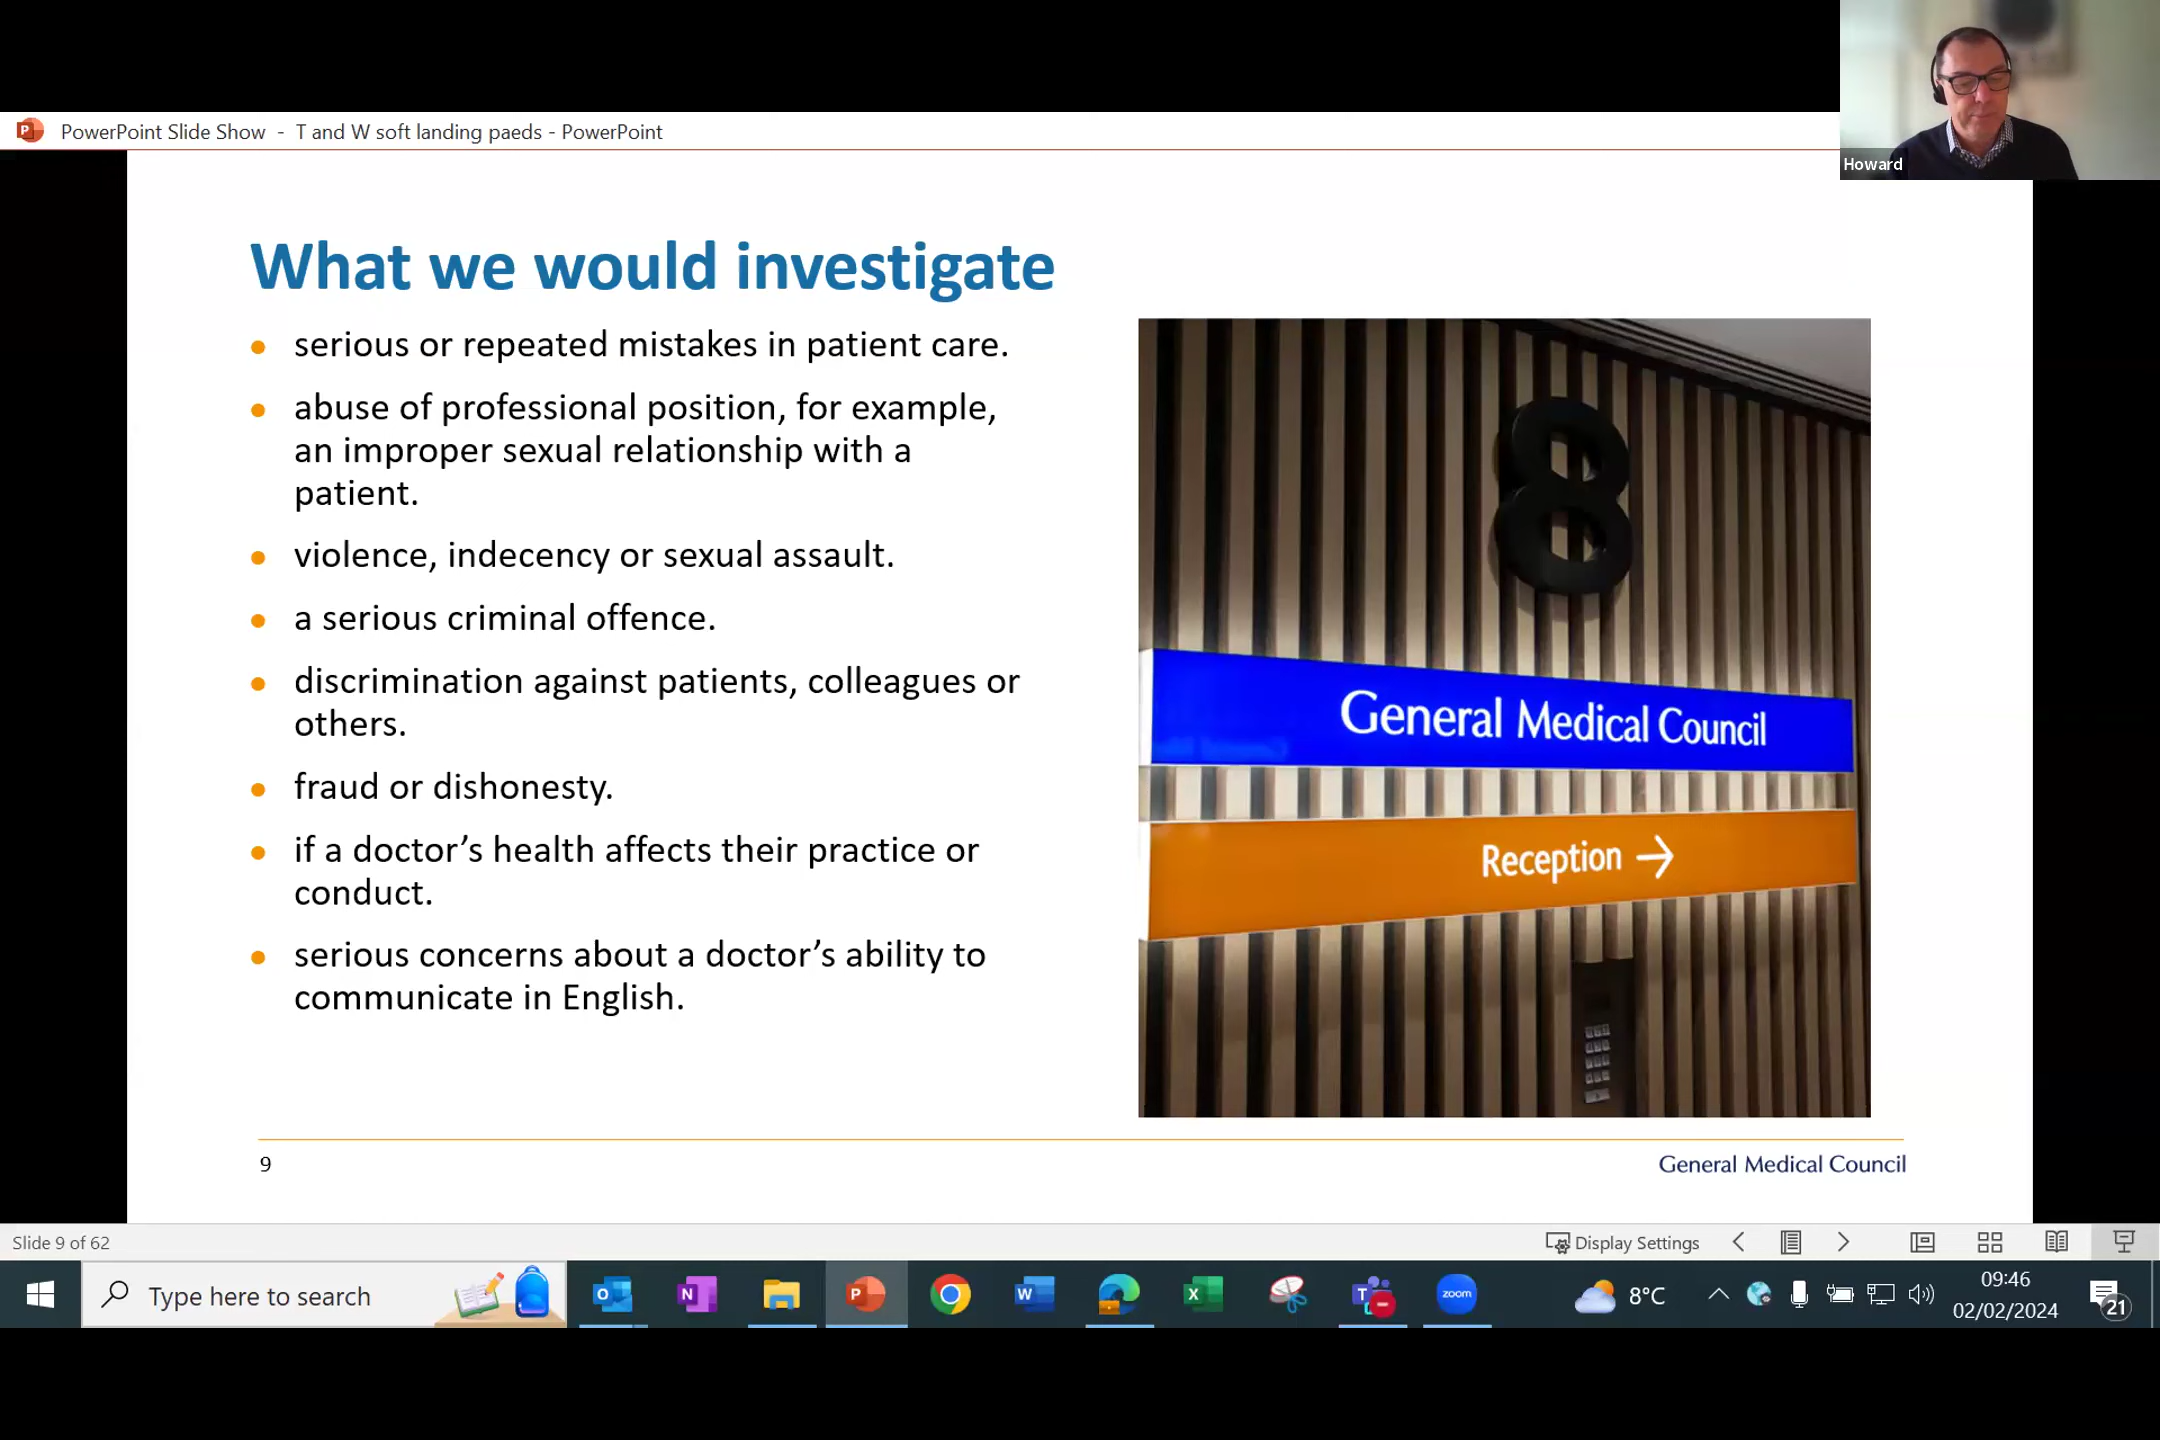 PowerPoint Slide Show - T and W soft landing paeds - PowerPoint
Howard
What we would investigate
serious or repeated mistakes in patient care.
abuse of professional position, for example,
an improper sexual relationship with a
patient.
violence, indecency or sexual assault.
a serious criminal offence.
discrimination against patients, colleagues or
others.
fraud or dishonesty.
if a doctor’s health affects their practice or
conduct.
serious concerns about a doctor’s ability to
communicate in English.
8
General Medical Council
Reception →
9
General Medical Council
Slide 9 of 62
Display Settings
Type here to search
zoom
8°C
09:46
02/02/2024
21